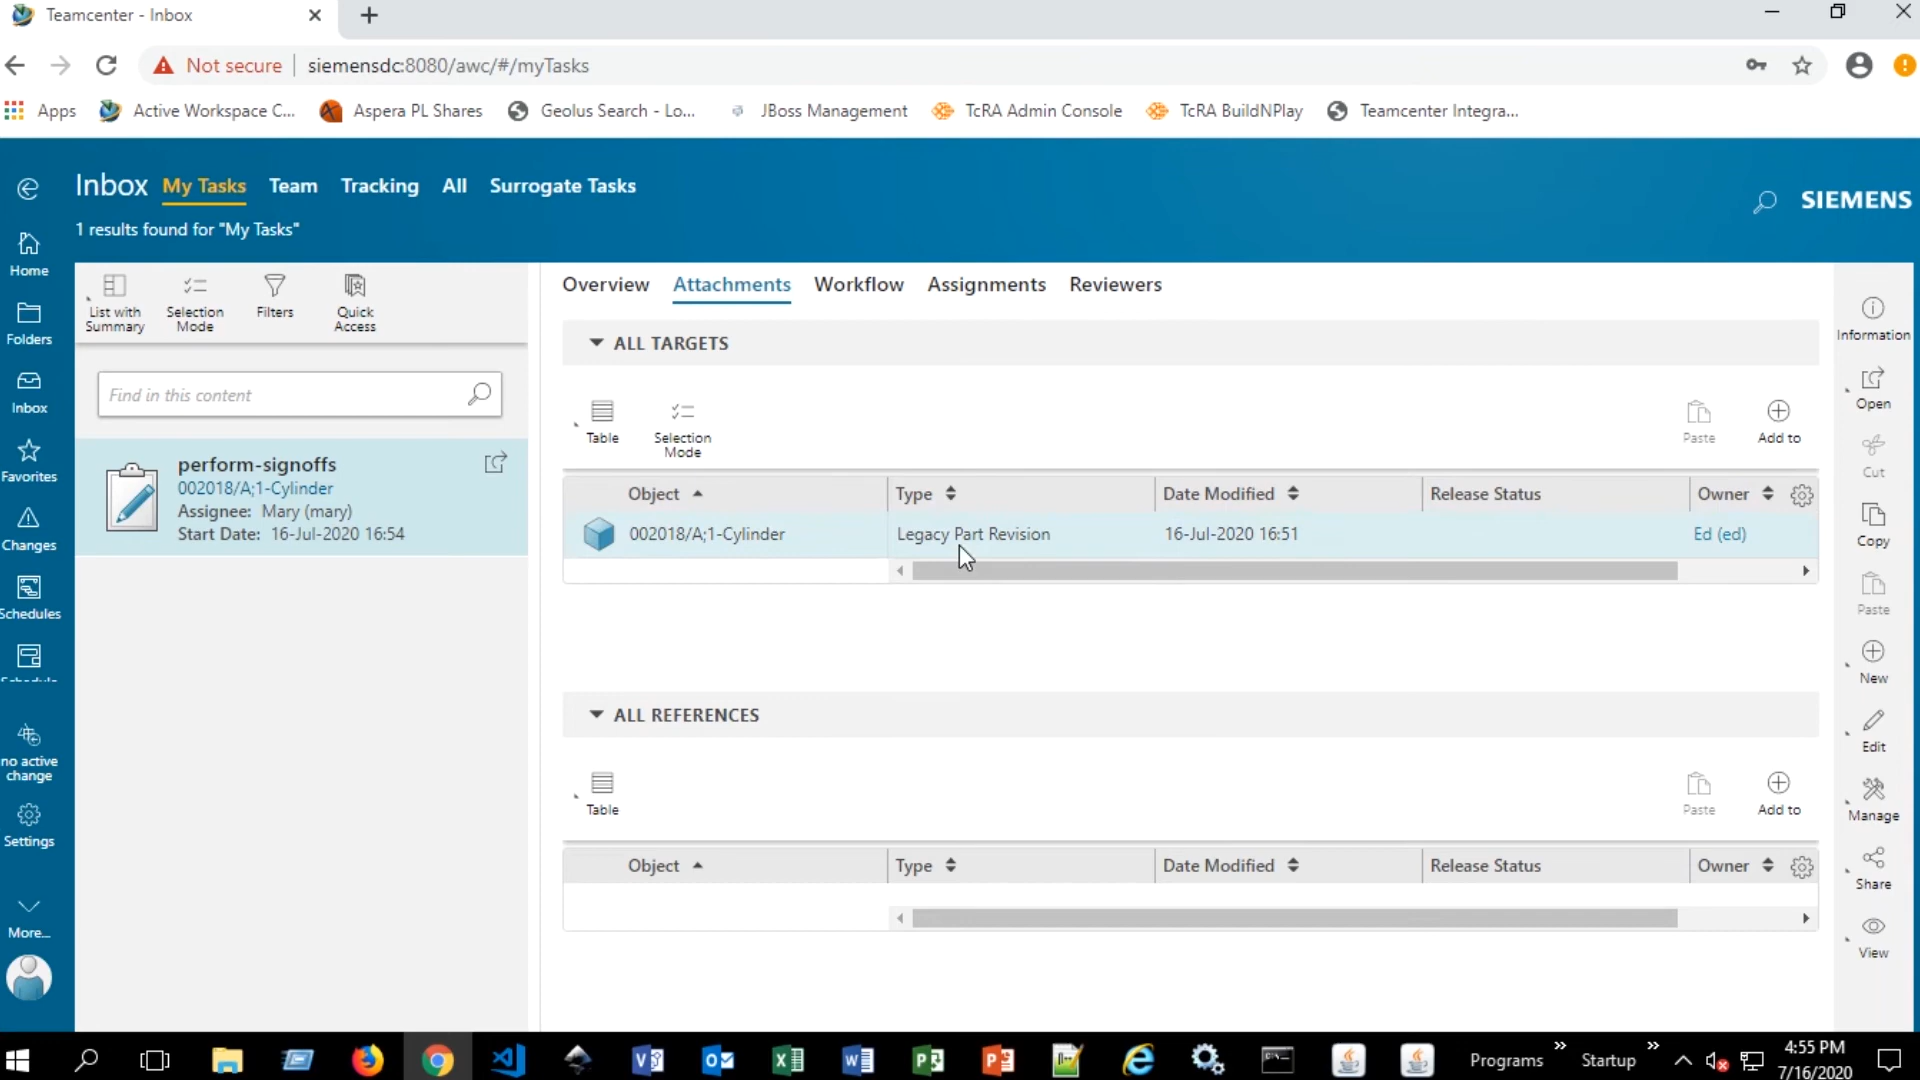 Teamcenter - Inbox
Not secure
siemensdc:8080/awc/#/myTasks
Apps
Active Workspace C...
Aspera PL Shares
Geolus Search - Lo...
JBoss Management
TcRA Admin Console
TcRA BuildNPlay
Teamcenter Integra...
Inbox
My Tasks
Team
Tracking
All
Surrogate Tasks
SIEMENS
1 results found for "My Tasks"
Home
Folders
Inbox
Favorites
Changes
Schedules
no active
change
Settings
More...
List with
Summary
Selection
Mode
Filters
Quick
Access
Find in this content
perform-signoffs
002018/A;1-Cylinder
Assignee: Mary (mary)
Start Date: 16-Jul-2020 16:54
Overview
Attachments
Workflow
Assignments
Reviewers
ALL TARGETS
Table
Selection
Mode
Paste
Add to
Object
Type
Date Modified
Release Status
Owner
002018/A;1-Cylinder
Legacy Part Revision
16-Jul-2020 16:51
Ed (ed)
ALL REFERENCES
Table
Paste
Add to
Object
Type
Date Modified
Release Status
Owner
Information
Open
Cut
Copy
Paste
New
Edit
Manage
Share
View
Programs
Startup
4:55 PM
7/16/2020